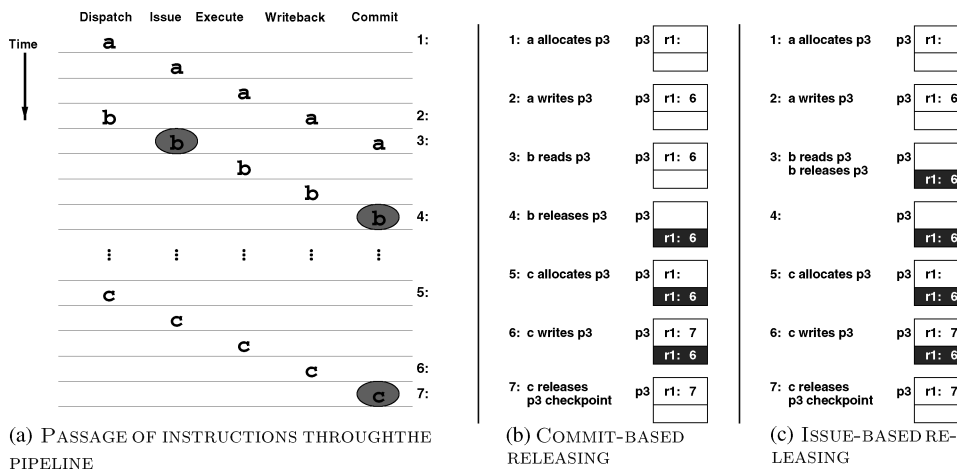 Dispatch Issue Execute Writeback Commit
Time
a 1:
a
a
b a 2:
b a 3:
b
b
b 4:
c 5:
c
c
c 6:
c 7:
(a) PASSAGE OF INSTRUCTIONS THROUGHTHE
PIPELINE
1: a allocates p3 p3 r1:
2: a writes p3 p3 r1: 6
3: b reads p3 p3 r1: 6
4: b releases p3 p3
r1: 6
5: c allocates p3 p3 r1:
r1: 6
6: c writes p3 p3 r1: 7
r1: 6
7: c releases p3 r1: 7
p3 checkpoint
(b) COMMIT-BASED
RELEASING
1: a allocates p3 p3 r1:
2: a writes p3 p3 r1: 6
3: b reads p3 p3
b releases p3
r1: 6
4: p3
r1: 6
5: c allocates p3 p3 r1:
r1: 6
6: c writes p3 p3 r1: 7
r1: 6
7: c releases p3 r1: 7
p3 checkpoint
(c) ISSUE-BASED RE-
LEASING